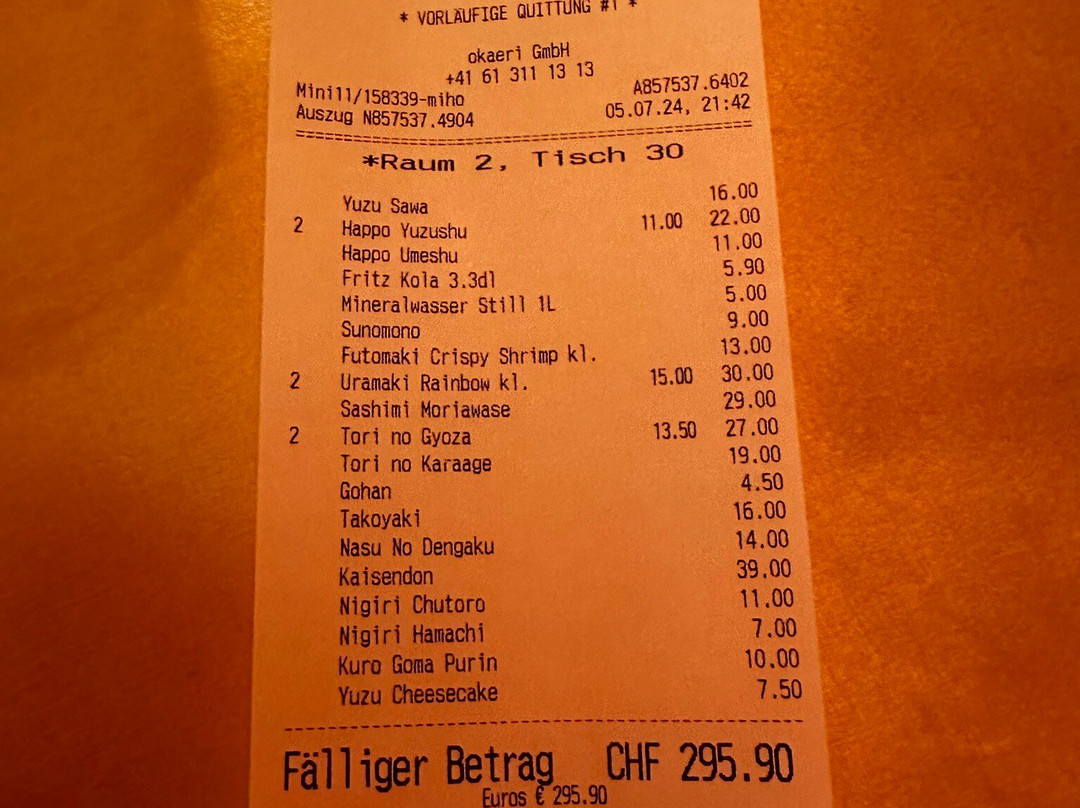 * VORLÄUFIGE QUITTUNG #1 *
okaeri GmbH
+41 61 311 13 13
Mini11/158339-miho A857537.6402
Auszug N857537.4904 05.07.24, 21:42
*Raum 2, Tisch 30
Yuzu Sawa 16.00
2 Happo Yuzushu 11.00 22.00
Happo Umeshu 11.00
Fritz Kola 3.3dl 5.90
Mineralwasser Still 1L 5.00
Sunomono 9.00
Futomaki Crispy Shrimp kl. 13.00
2 Uramaki Rainbow kl. 15.00 30.00
Sashimi Moriawase 29.00
2 Tori no Gyoza 13.50 27.00
Tori no Karaage 19.00
Gohan 4.50
Takoyaki 16.00
Nasu No Dengaku 14.00
Kaisendon 39.00
Nigiri Chutoro 11.00
Nigiri Hamachi 7.00
Kuro Goma Purin 10.00
Yuzu Cheesecake 7.50
Fälliger Betrag CHF 295.90
Euros € 295.90